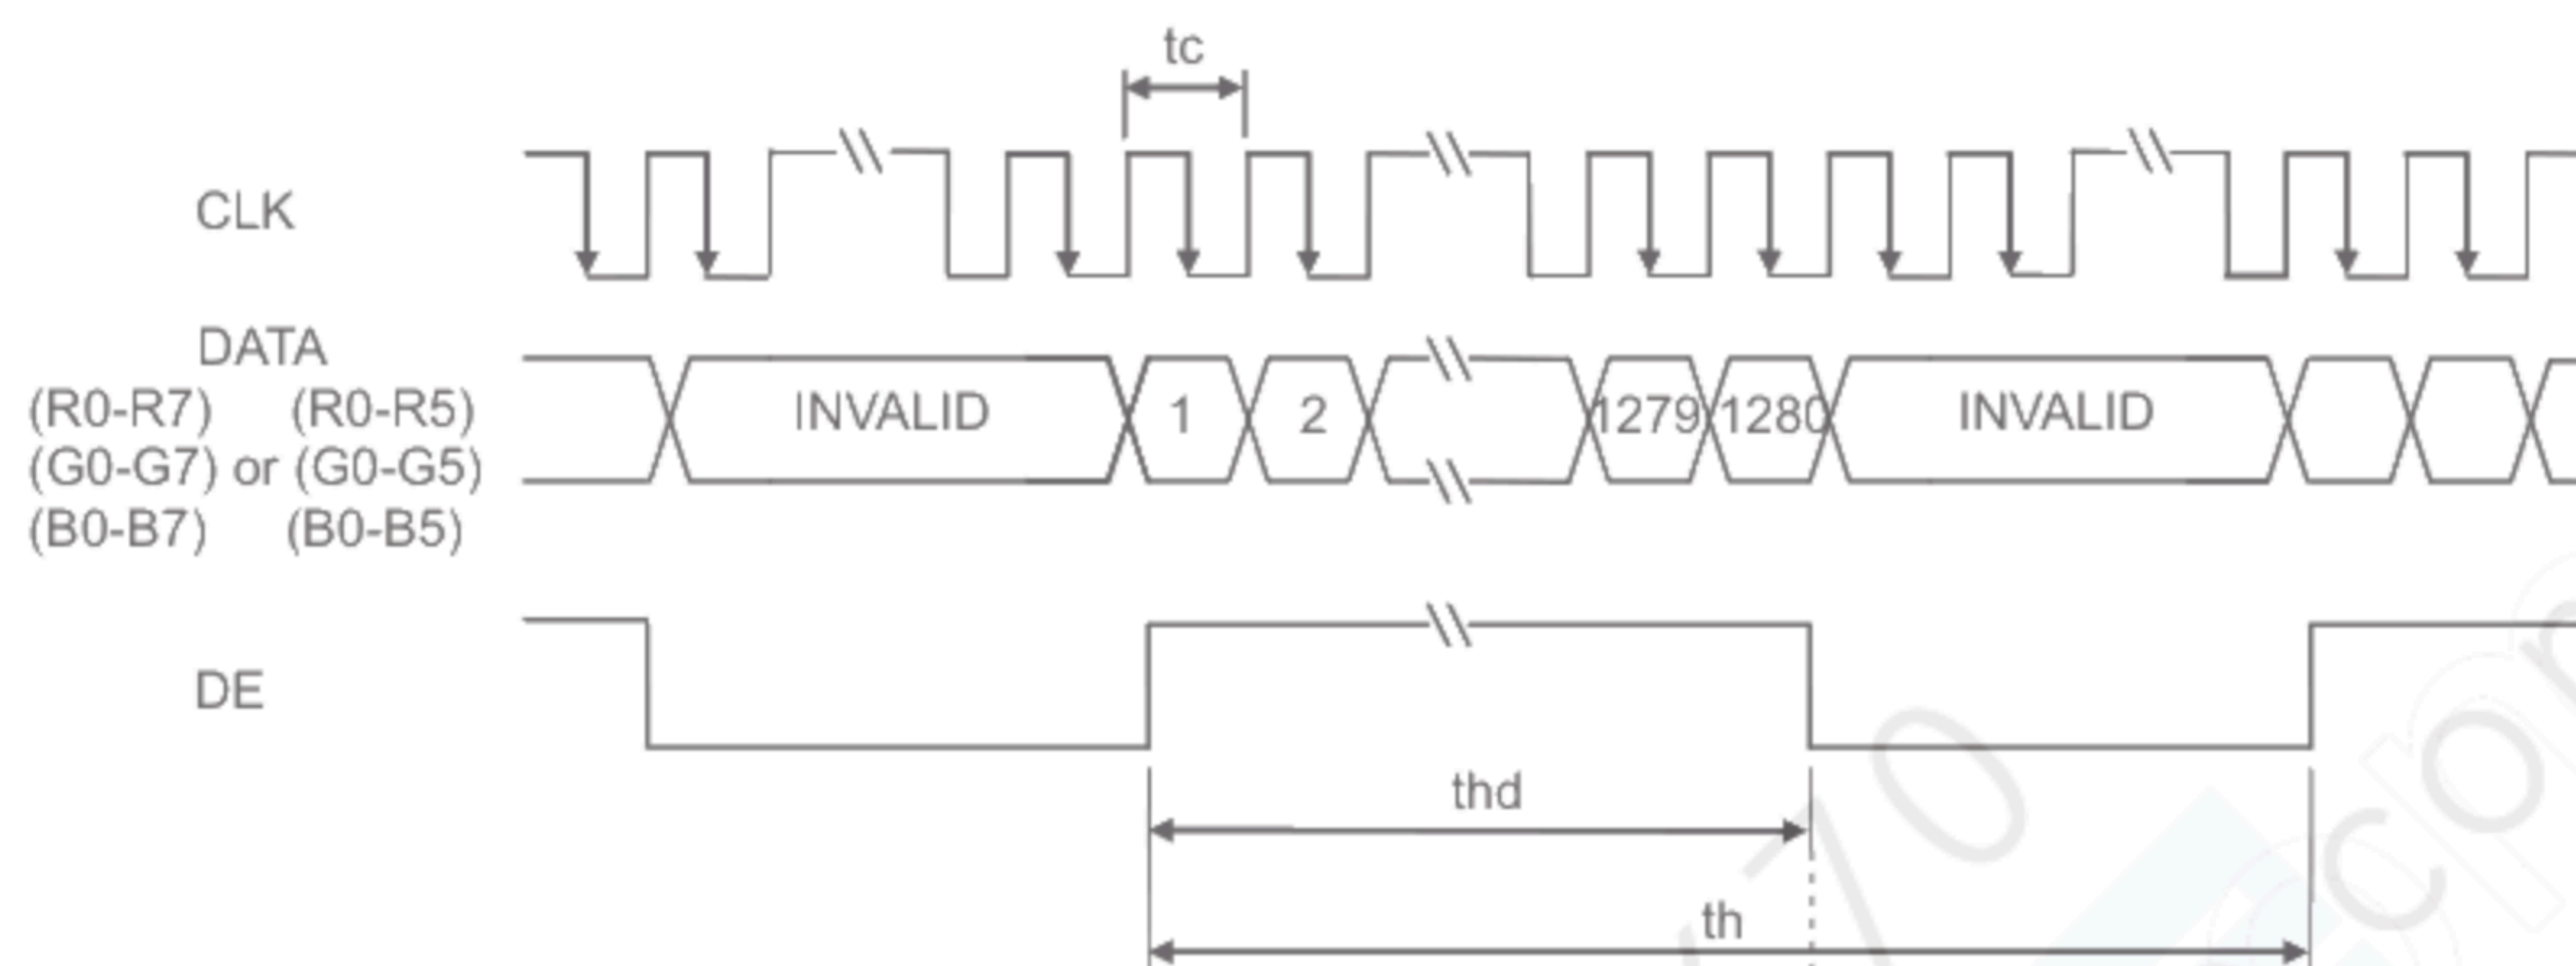 tc
CLK
DATA
(R0-R7) (R0-R5)
(G0-G7) or (G0-G5)
(B0-B7) (B0-B5)
INVALID 1 2 1279 1280 INVALID
DE
thd
th